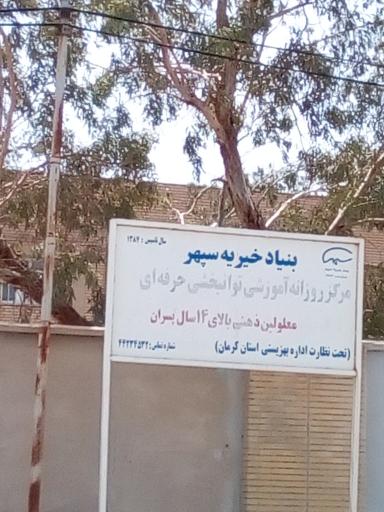 سال تاسیس : ۱۳۸۴
بنیاد خیریه سپهر
مرکز روزانه آموزشی توانبخشی حرفه ای
معلولین ذهنی بالای ۱۴ سال پسران
(تحت نظارت اداره بهزیستی استان کرمان)
شماره تماس : ۴۴۲۳۴۵۳۲